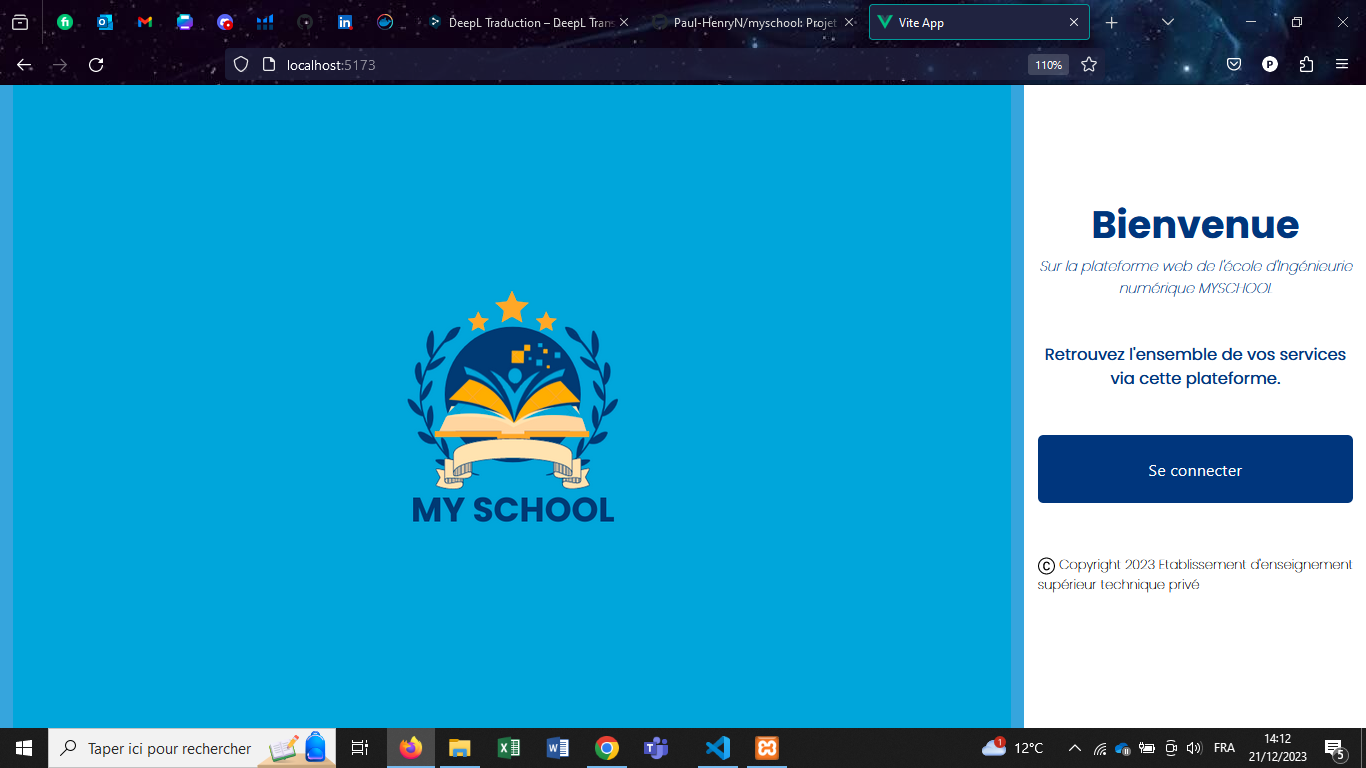 DeepL Traduction – DeepL Tran
Paul-HenryN/myschool: Projet
Vite App
localhost:5173
110%
P
Bienvenue
Sur la plateforme web de l'école d'Ingénieurie
numérique MYSCHOOL
Retrouvez l'ensemble de vos services
via cette plateforme.
MY SCHOOL
Se connecter
© Copyright 2023 Etablissement d'enseignement
supérieur technique privé
Taper ici pour rechercher
1
12°C
FRA
14:12
21/12/2023
5